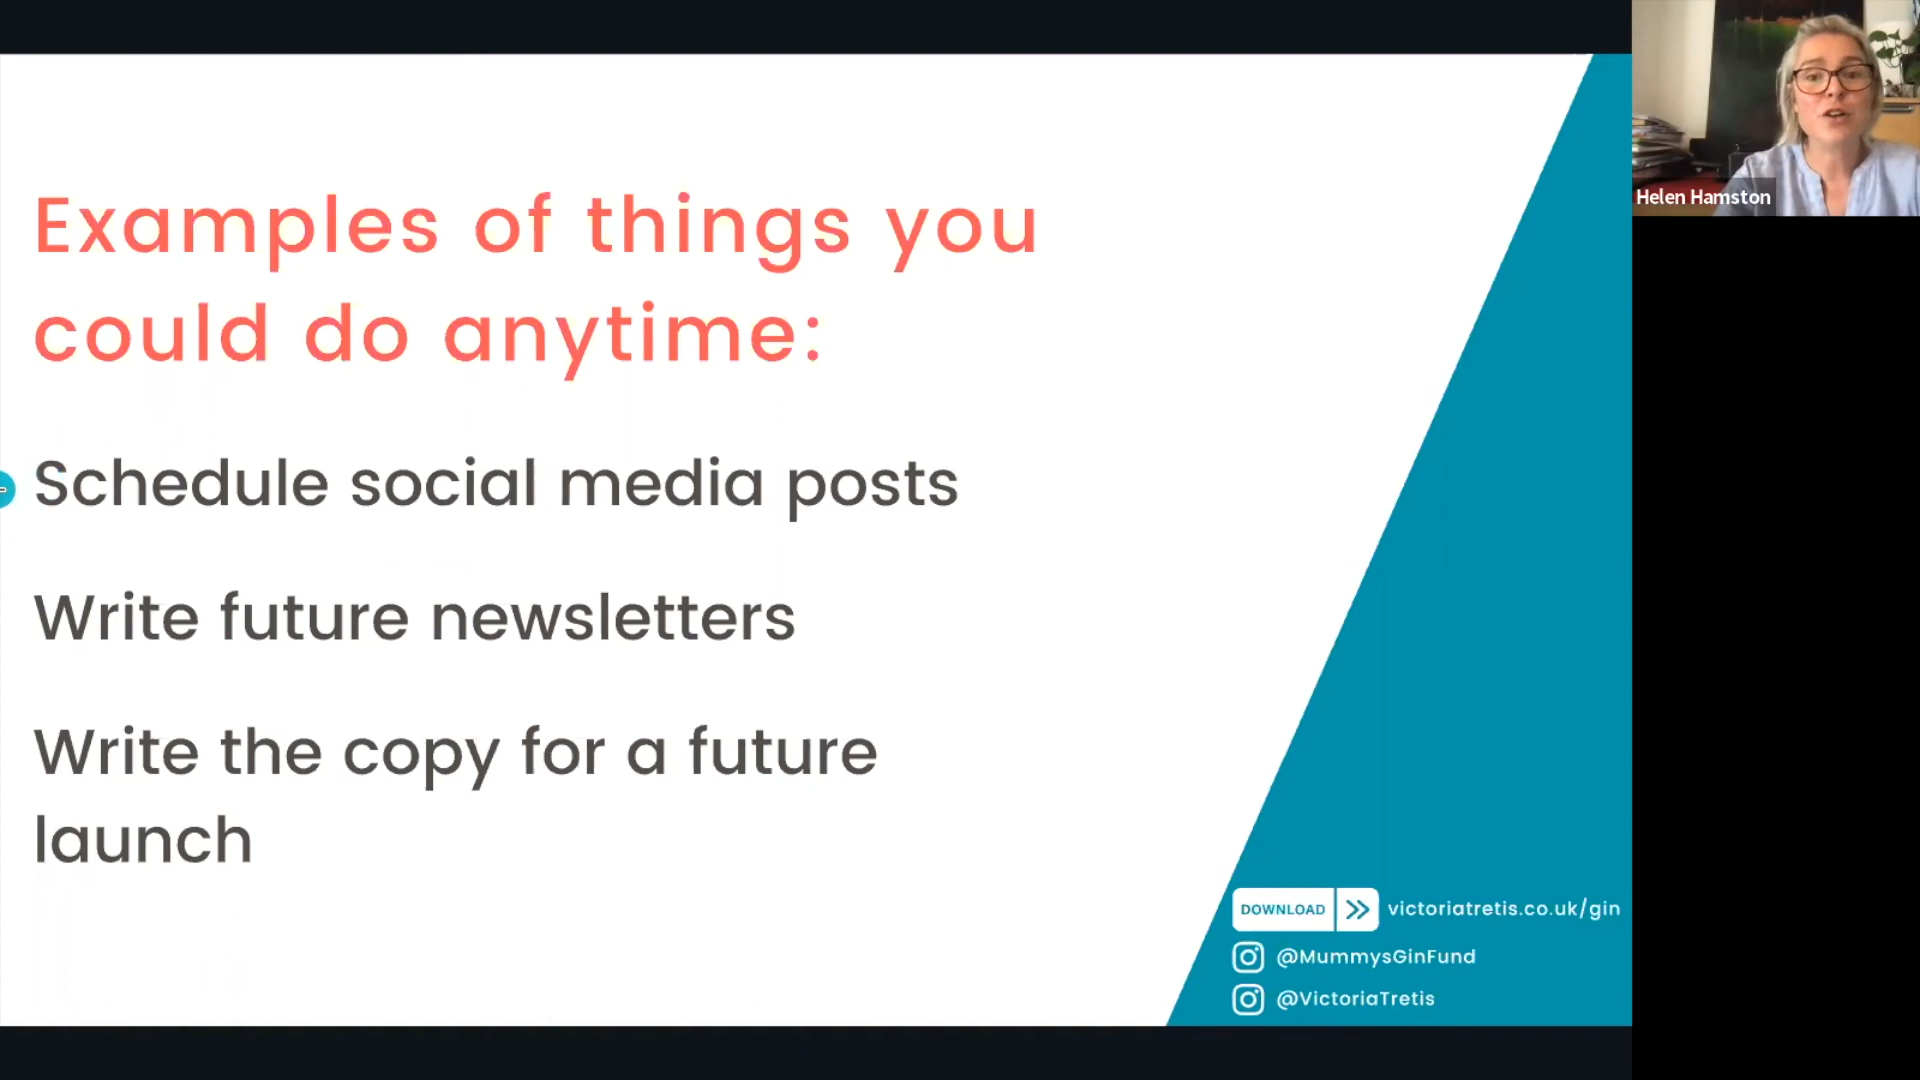 Examples of things you
could do anytime:
Schedule social media posts
Write future newsletters
Write the copy for a future
launch
DOWNLOAD victoriatretis.co.uk/gin
@MummysGinFund
@VictoriaTretis
Helen Hamston